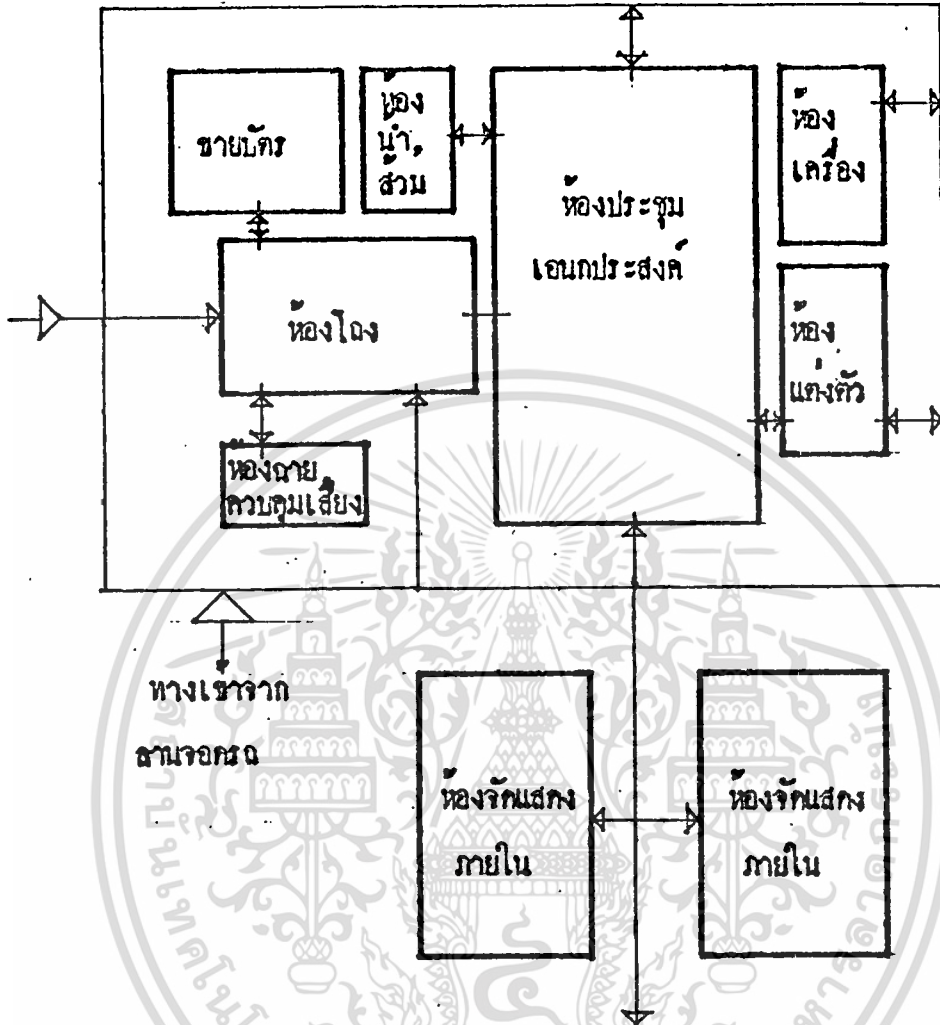 ขายบัตร
ห้อง
น้ำ
ส้วม
ห้องประชุม
เอนกประสงค์
ห้อง
เครื่อง
ห้องโถง
ห้อง
แต่งตัว
ห้องฉาย
ควบคุมเสียง
ทางเข้าจาก
ลานจอดรถ
ห้องจัดแสดง
ภายใน
ห้องจัดแสดง
ภายใน